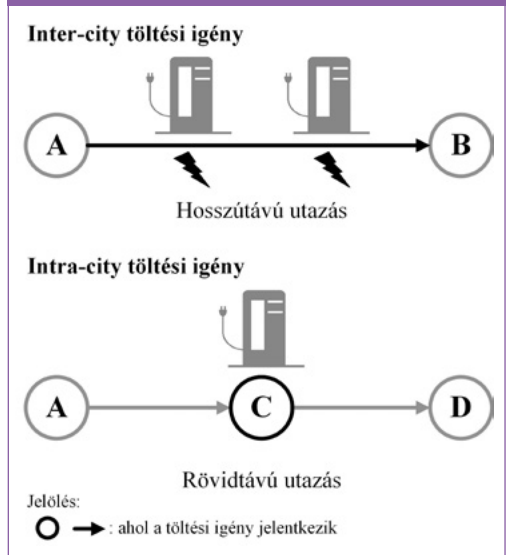 Inter-city töltési igény
A B
Hosszútávú utazás
Intra-city töltési igény
A C D
Rövidtávú utazás
Jelölés:
: ahol a töltési igény jelentkezik